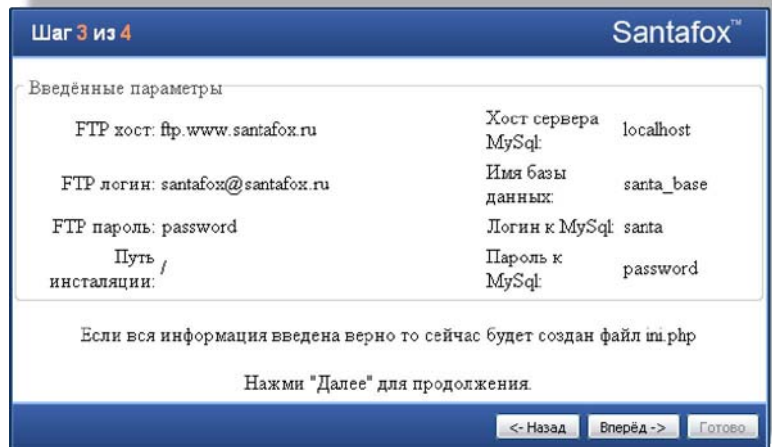 Шаг 3 из 4
Santafox™
Введённые параметры
FTP хост: ftp.www.santafox.ru
Хост сервера MySql: localhost
FTP логин: santafox@santafox.ru
Имя базы данных: santa_base
FTP пароль: password
Логин к MySql: santa
Путь инсталяции: /
Пароль к MySql: password
Если вся информация введена верно то сейчас будет создан файл ini.php
Нажми "Далее" для продолжения.
<- Назад
Вперёд ->
Готово